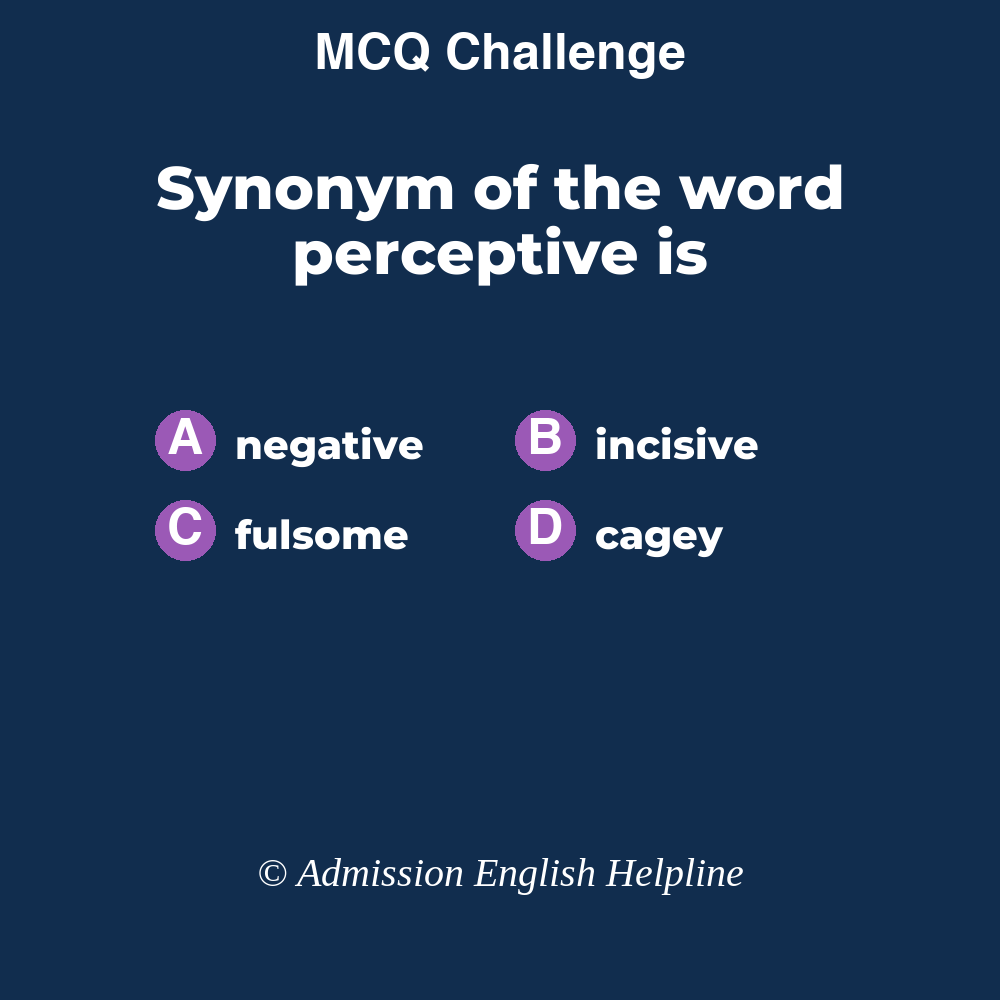 MCQ Challenge
Synonym of the word
perceptive is
A negative
B incisive
C fulsome
D cagey
© Admission English Helpline